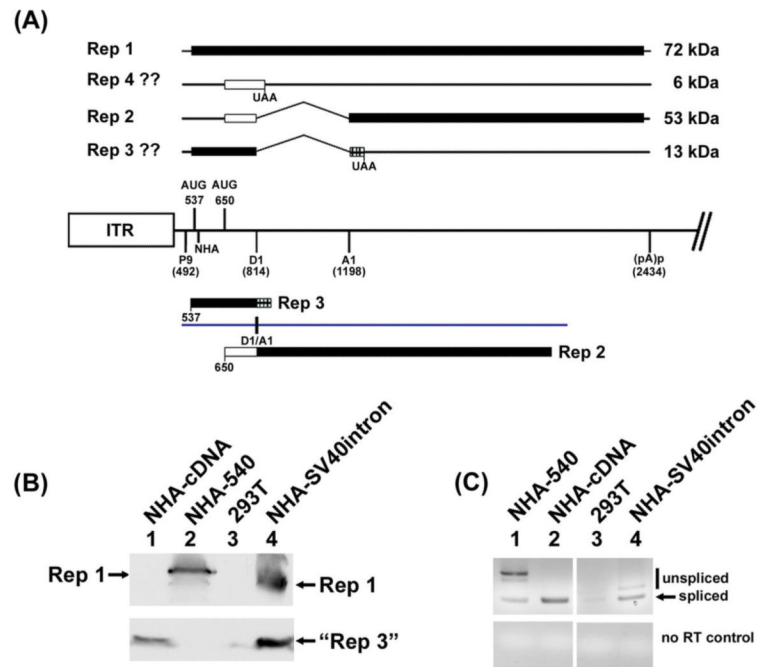 (A)
Rep 1 72 kDa
Rep 4 ?? 6 kDa
UAA
Rep 2 53 kDa
Rep 3 ?? 13 kDa
UAA
AUG AUG
537 650
ITR
NHA
P9 D1 A1 (pA)p
(492) (814) (1198) (2434)
Rep 3
537
D1/A1
Rep 2
650
(B)
NHA-cDNA NHA-540 293T NHA-SV40intron
1 2 3 4
Rep 1
Rep 1
“Rep 3”
(C)
NHA-540 NHA-cDNA 293T NHA-SV40intron
1 2 3 4
unspliced
spliced
no RT control